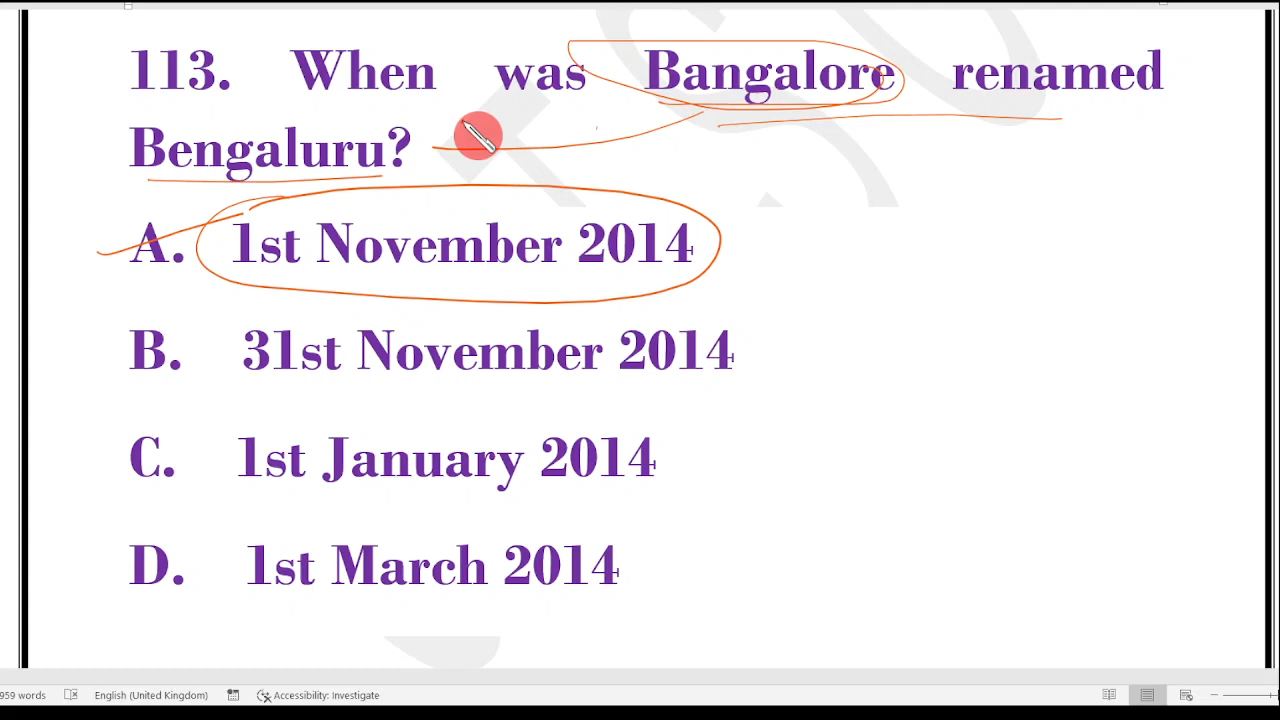 113. When was Bangalore renamed
Bengaluru?
A. 1st November 2014
B. 31st November 2014
C. 1st January 2014
D. 1st March 2014
959 words English (United Kingdom) Accessibility: Investigate